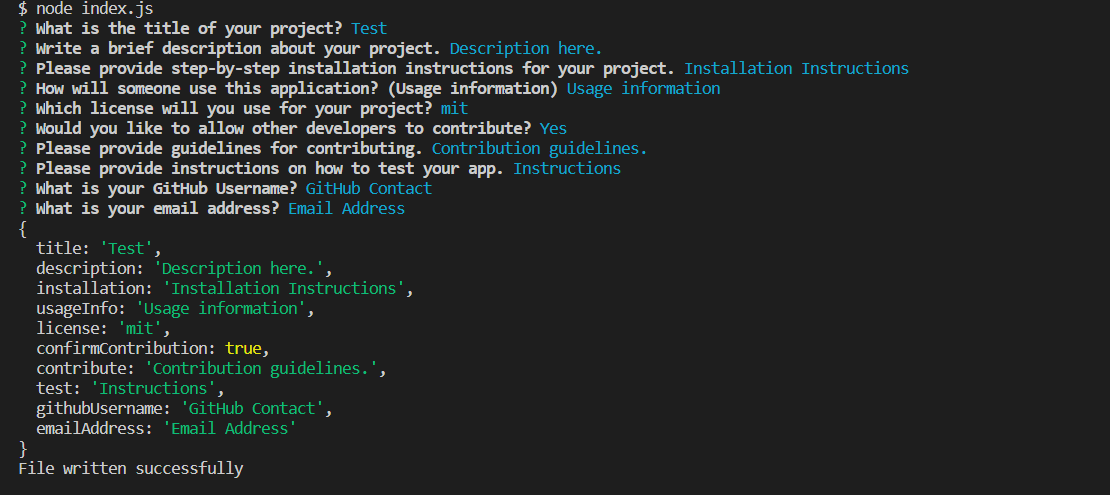 $ node index.js
? What is the title of your project? Test
? Write a brief description about your project. Description here.
? Please provide step-by-step installation instructions for your project. Installation Instructions
? How will someone use this application? (Usage information) Usage information
? Which license will you use for your project? mit
? Would you like to allow other developers to contribute? Yes
? Please provide guidelines for contributing. Contribution guidelines.
? Please provide instructions on how to test your app. Instructions
? What is your GitHub Username? GitHub Contact
? What is your email address? Email Address
{
  title: 'Test',
  description: 'Description here.',
  installation: 'Installation Instructions',
  usageInfo: 'Usage information',
  license: 'mit',
  confirmContribution: true,
  contribute: 'Contribution guidelines.',
  test: 'Instructions',
  githubUsername: 'GitHub Contact',
  emailAddress: 'Email Address'
}
File written successfully